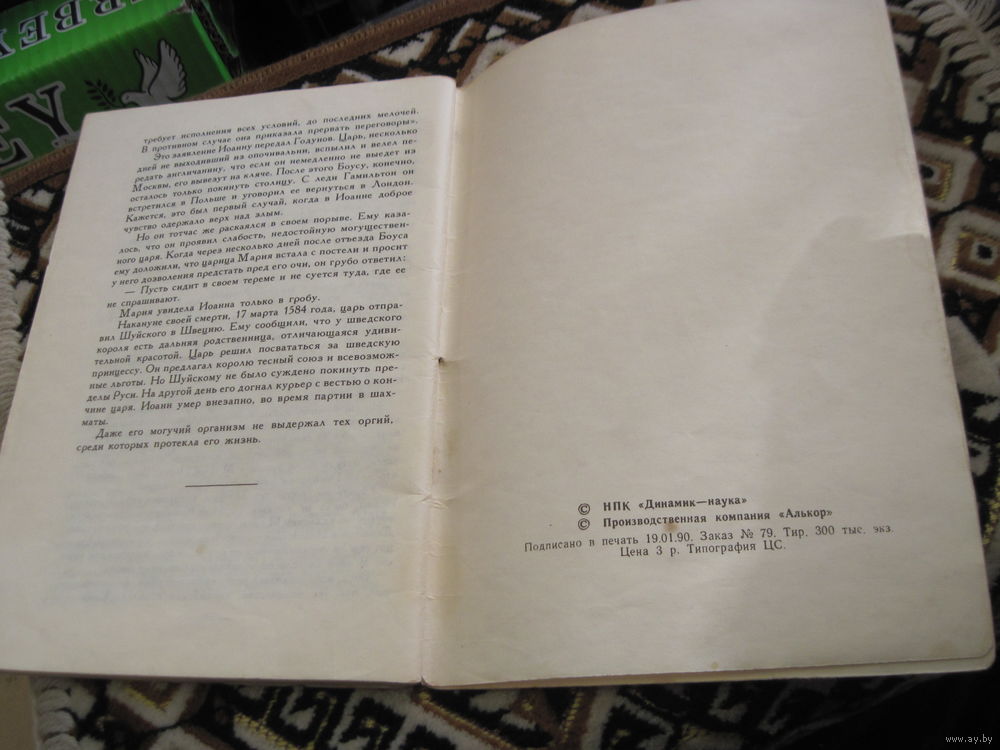 RBEY
EY
требует исполнения всех условий, до последних мелочей.
В противном случае она приказала прервать переговоры».
Это заявление Иоанну передал Годунов. Царь, несколько
дней не выходивший из опочивальни, вспылил и велел пе-
редать англичанину, что если он немедленно не выедет из
Москвы, его вывезут на кляче. После этого Боусу, конечно,
осталось только покинуть столицу. С леди Гамильтон он
встретился в Польше и уговорил ее вернуться в Лондон.
Кажется, это был первый случай, когда в Иоанне доброе
чувство одержало верх над злым.
Но он тотчас же раскаялся в своем порыве. Ему каза-
лось, что он проявил слабость, недостойную могуществен-
ного царя. Когда через несколько дней после отъезда Боуса
ему доложили, что царица Мария встала с постели и просит
у него дозволения предстать пред его очи, он грубо ответил:
— Пусть сидит в своем тереме и не суется туда, где ее
не спрашивают.
Мария увидела Иоанна только в гробу.
Накануне своей смерти, 17 марта 1584 года, царь отпра-
вил Шуйского в Швецию. Ему сообщили, что у шведского
короля есть дальняя родственница, отличающаяся удиви-
тельной красотой. Царь решил посвататься за шведскую
принцессу. Он предлагал королю тесный союз и всевозмож-
ные льготы. Но Шуйскому не было суждено покинуть пре-
делы Руси. На другой день его догнал курьер с вестью о кон-
чине царя. Иоанн умер внезапно, во время партии в шах-
маты.
Даже его могучий организм не выдержал тех оргий,
среди которых протекла его жизнь.
© НПК «Динамик—наука»
© Производственная компания «Алькор»
Подписано в печать 19.01.90. Заказ № 79. Тир. 300 тыс. экз.
Цена 3 р. Типография ЦС.
www.ay.by